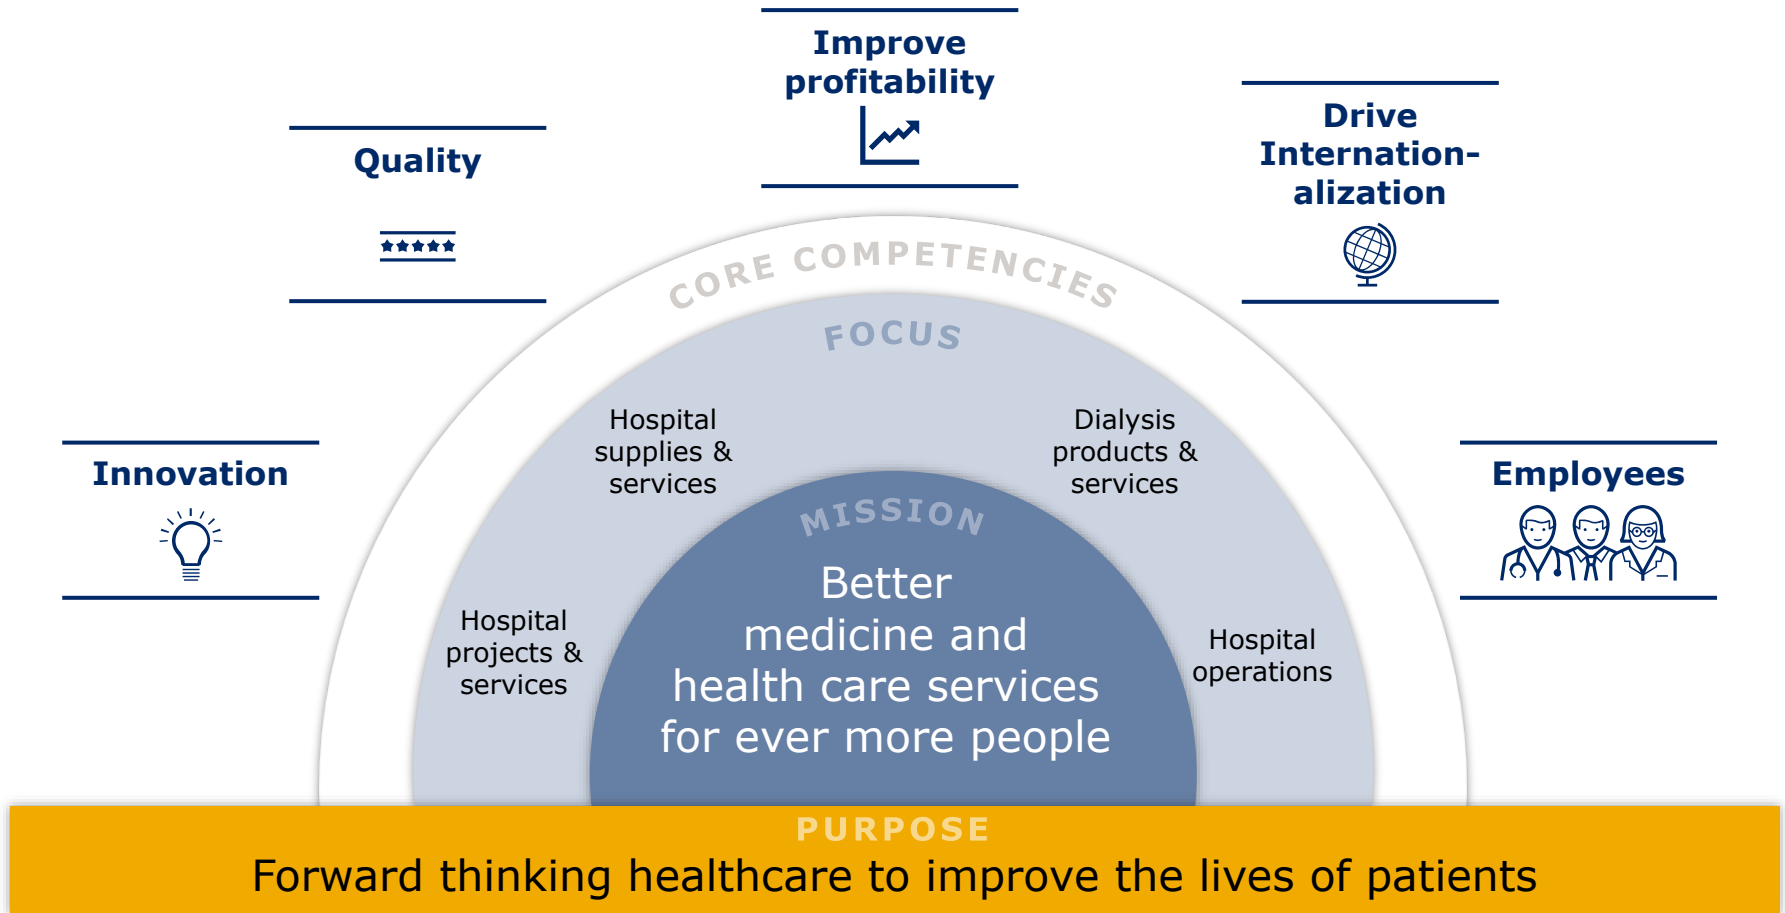 Improve
profitability
Quality
Drive
Internation-
alization
Innovation
Employees
CORE COMPETENCIES
FOCUS
Hospital
supplies &
services
Dialysis
products &
services
Hospital
projects &
services
Hospital
operations
MISSION
Better
medicine and
health care services
for ever more people
PURPOSE
Forward thinking healthcare to improve the lives of patients